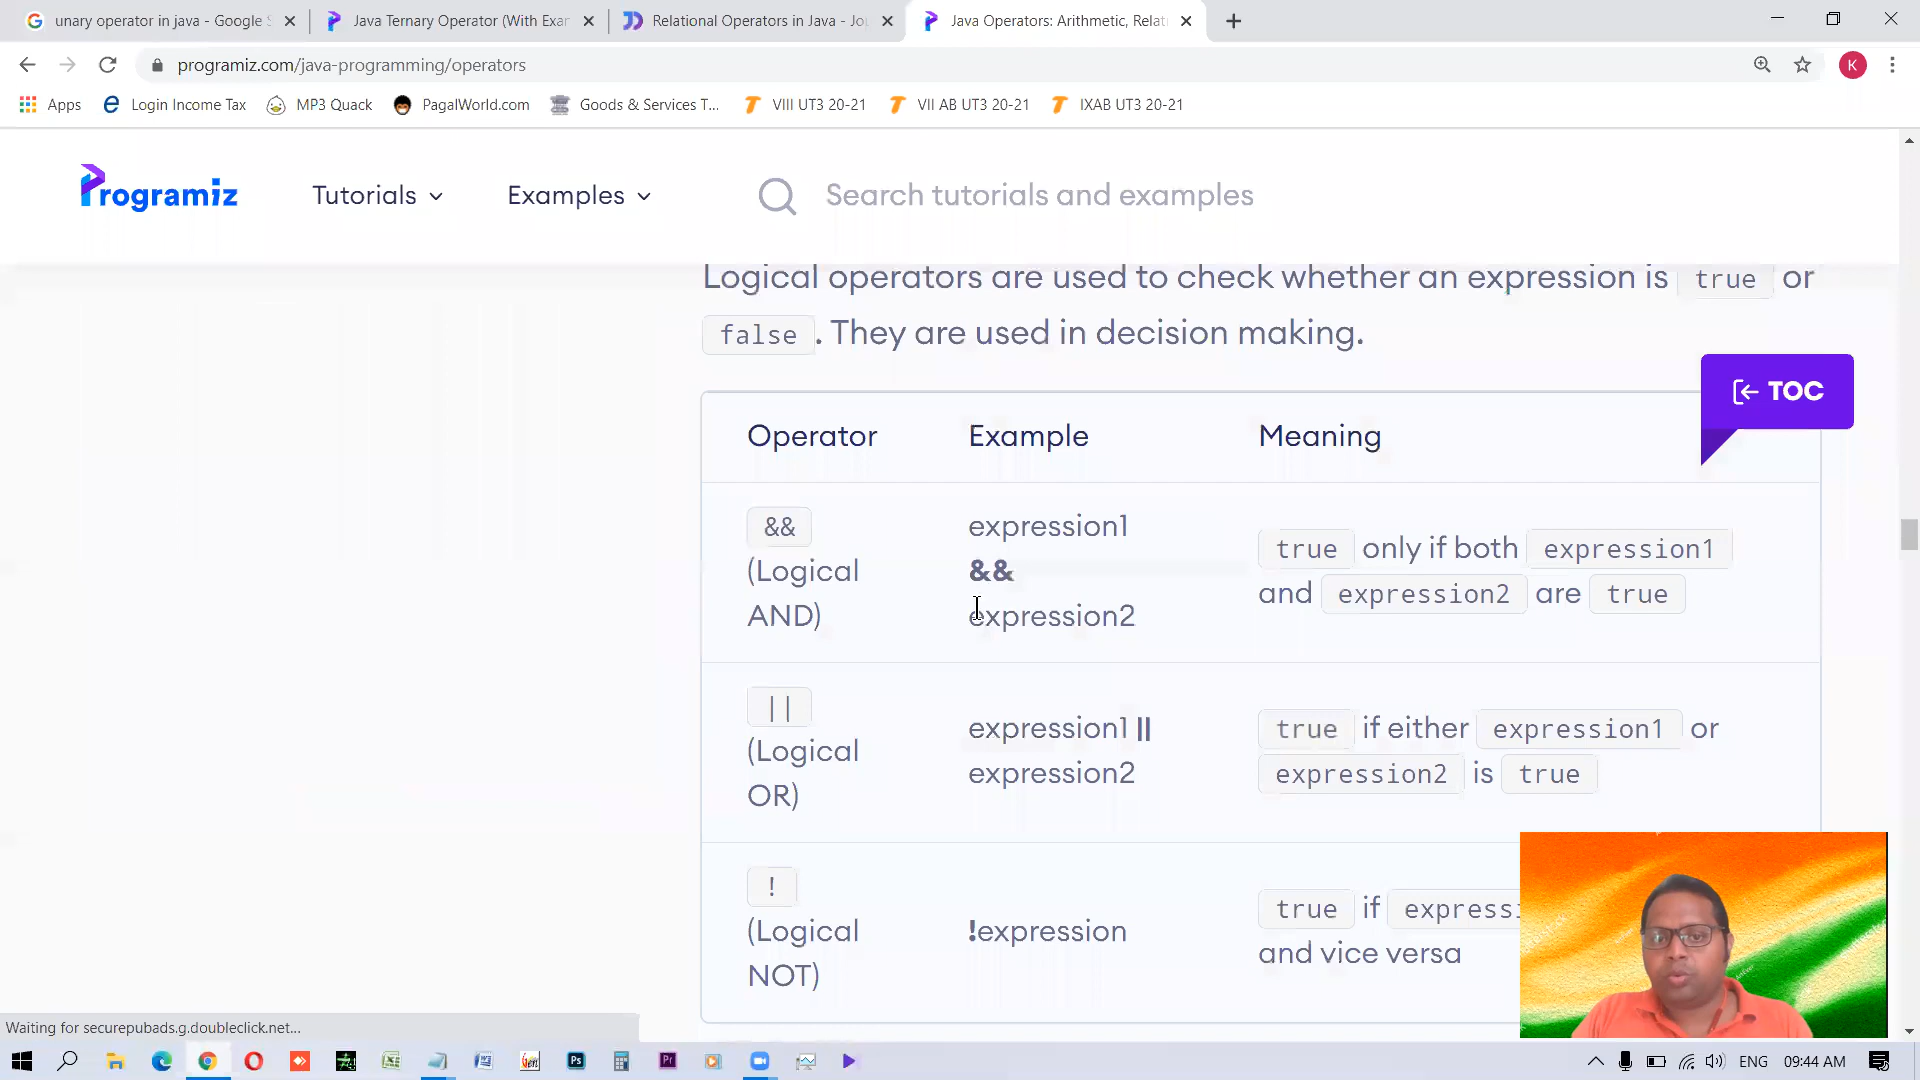 unary operator in java - Google S
Java Ternary Operator (With Exar
Relational Operators in Java - Jou
Java Operators: Arithmetic, Relati
programiz.com/java-programming/operators
K
Apps
Login Income Tax
MP3 Quack
PagalWorld.com
Goods & Services T...
VIII UT3 20-21
VII AB UT3 20-21
IXAB UT3 20-21
Programiz
Tutorials
Examples
Search tutorials and examples
Logical operators are used to check whether an expression is true or
false . They are used in decision making.
TOC
Operator Example Meaning
&&
(Logical
AND)
expression1
&&
expression2
true only if both expression1
and expression2 are true
||
(Logical
OR)
expression1 ||
expression2
true if either expression1 or
expression2 is true
!
(Logical
NOT)
!expression
true if express
and vice versa
Waiting for securepubads.g.doubleclick.net...
ENG 09:44 AM